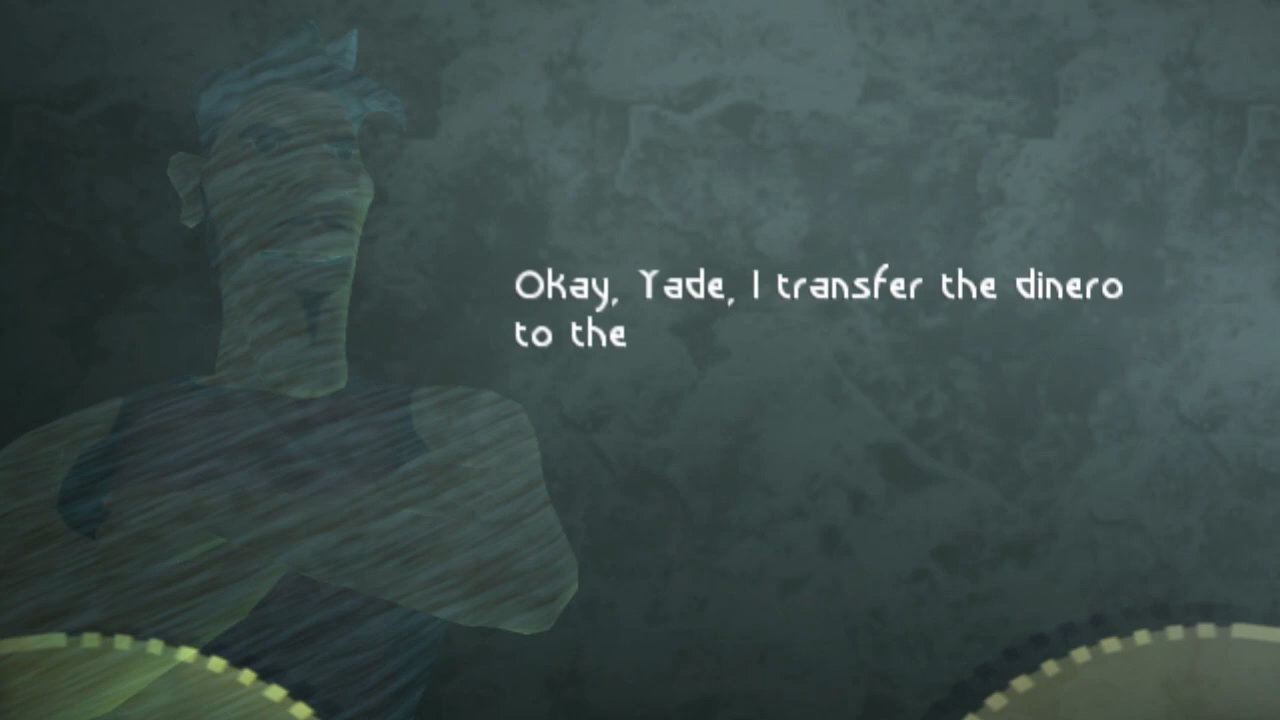 Okay, Yade, I transfer the dinero
to the